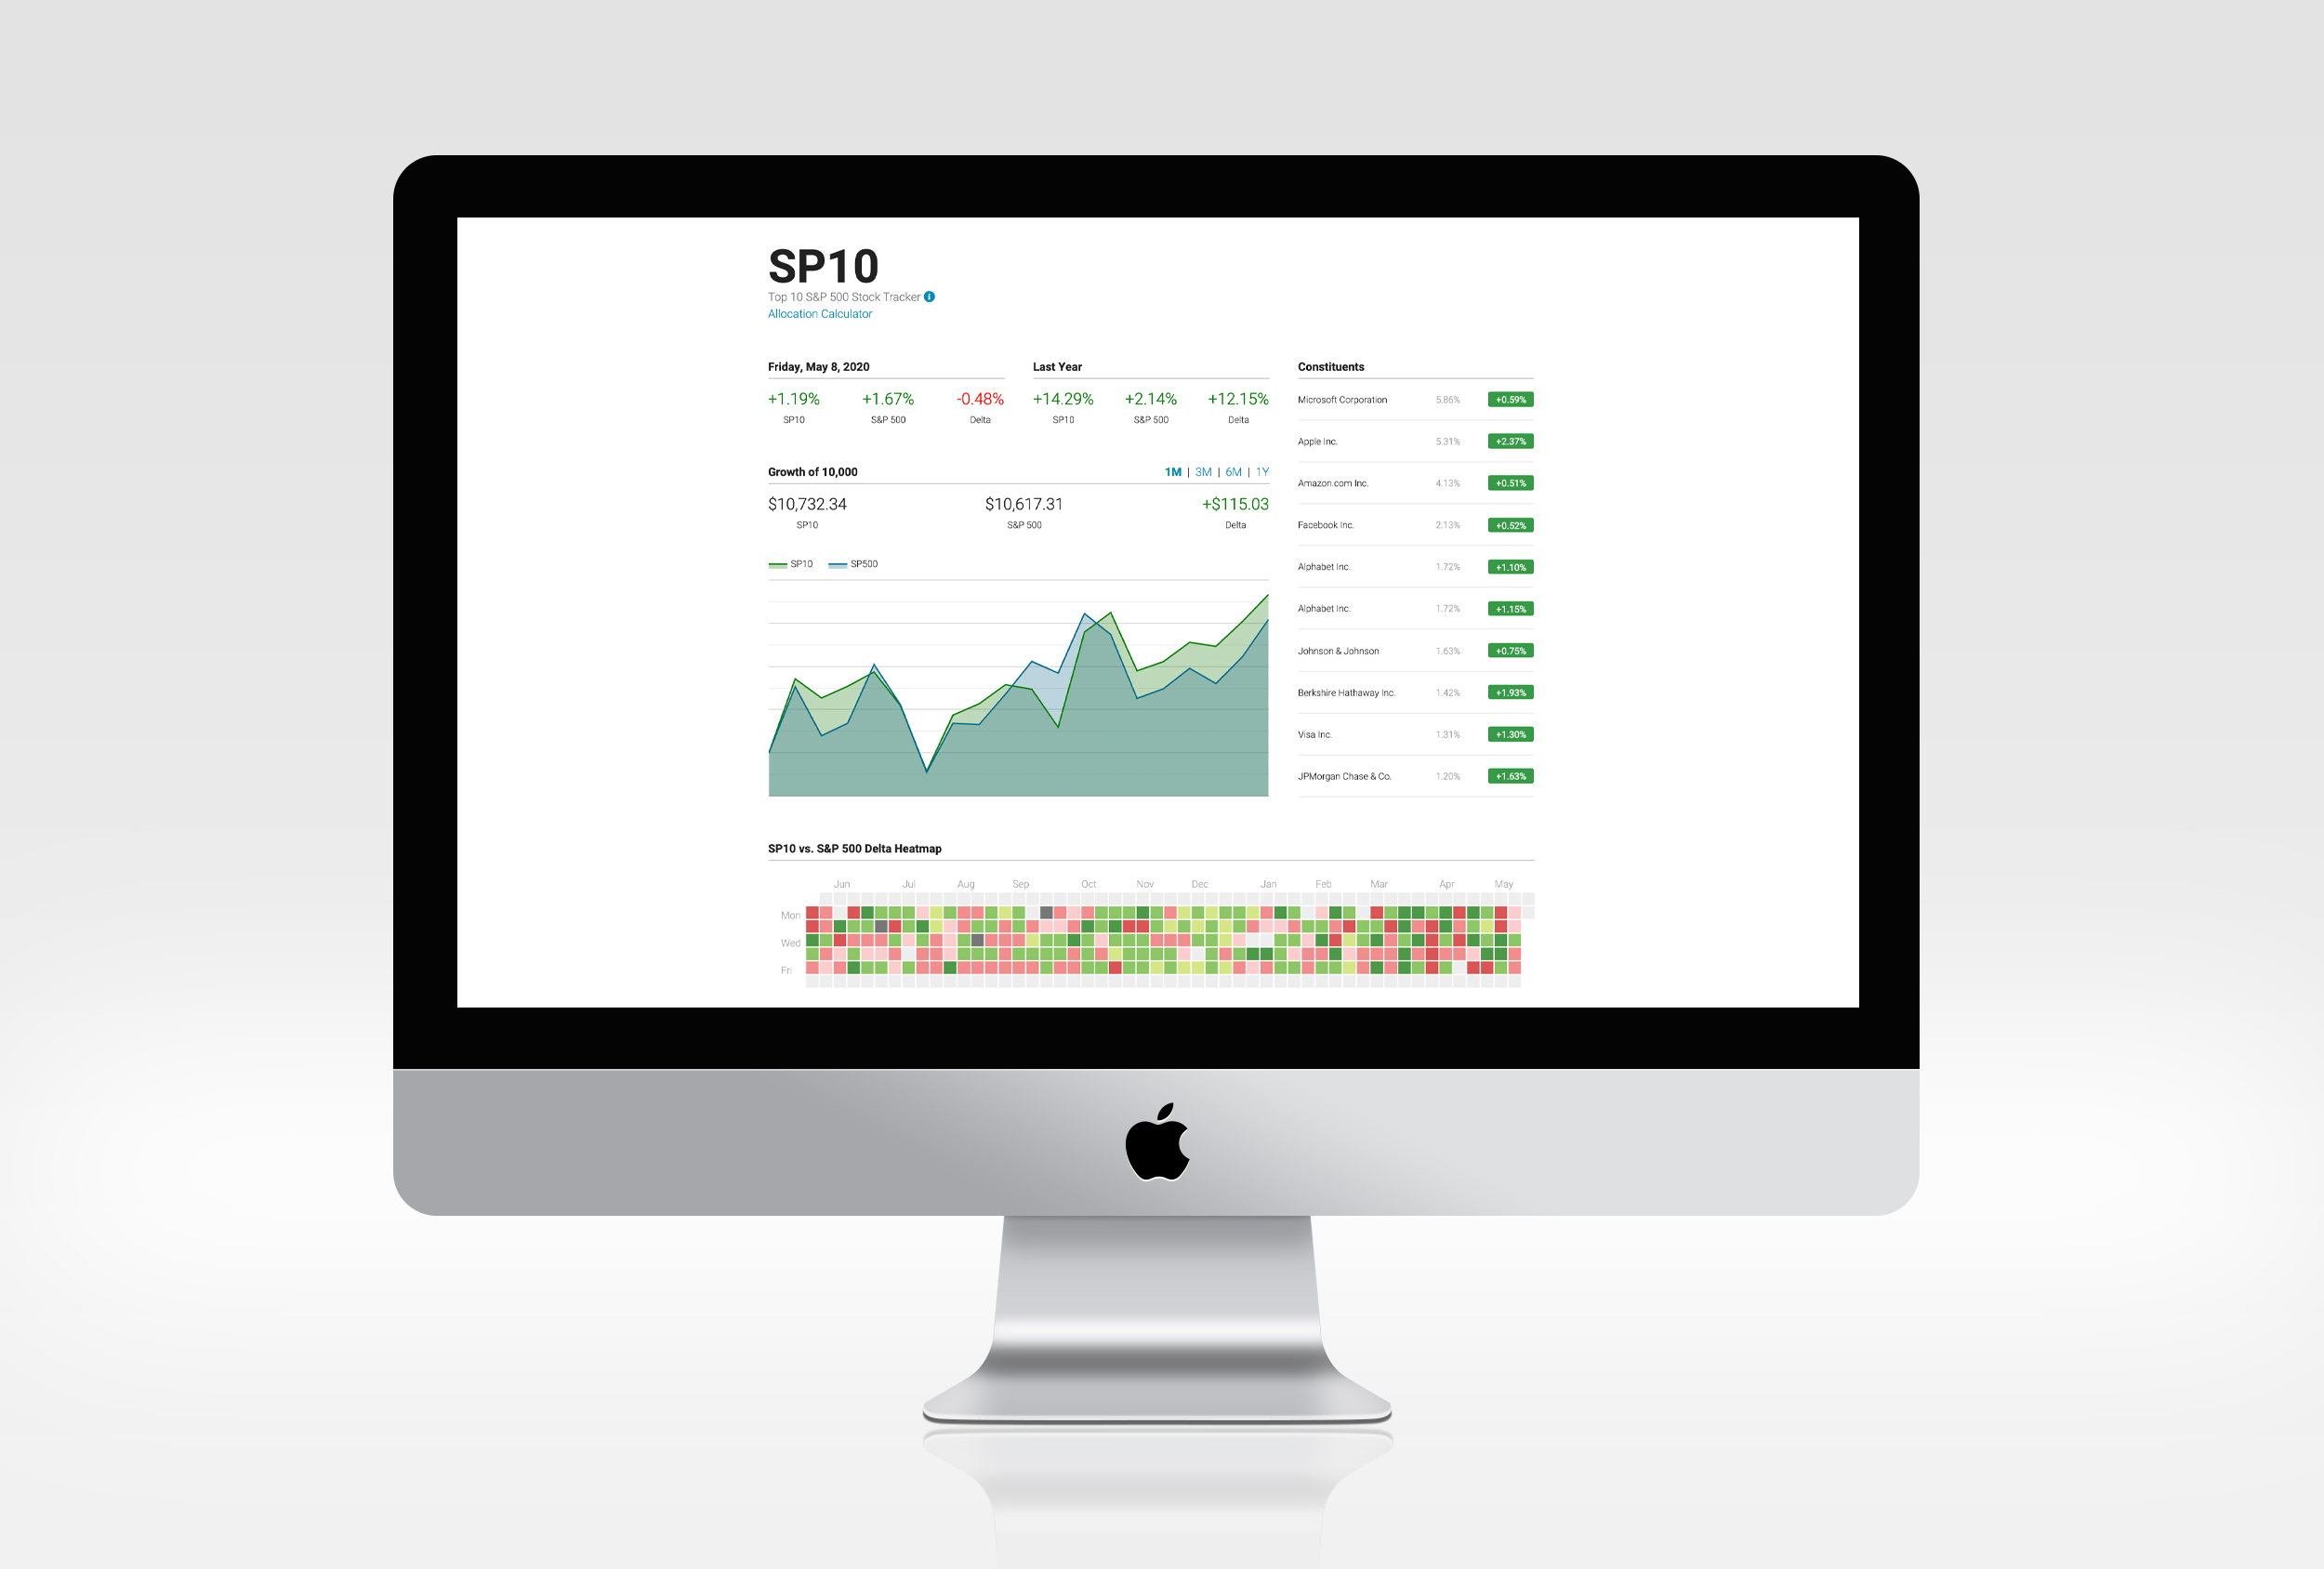 SP10
Top 10 S&P 500 Stock Tracker
Allocation Calculator
Friday, May 8, 2020
+1.19% +1.67% -0.48%
SP10 S&P 500 Delta
Last Year
+14.29% +2.14% +12.15%
SP10 S&P 500 Delta
Growth of 10,000
1M | 3M | 6M | 1Y
$10,732.34 $10,617.31 +$115.03
SP10 S&P 500 Delta
SP10 SP500
Constituents
Microsoft Corporation 5.86% +0.59%
Apple Inc. 5.31% +2.37%
Amazon.com Inc. 4.13% +0.51%
Facebook Inc. 2.13% +0.52%
Alphabet Inc. 1.72% +1.10%
Alphabet Inc. 1.72% +1.15%
Johnson & Johnson 1.63% +0.75%
Berkshire Hathaway Inc. 1.42% +1.93%
Visa Inc. 1.31% +1.30%
JPMorgan Chase & Co. 1.20% +1.63%
SP10 vs. S&P 500 Delta Heatmap
Jun Jul Aug Sep Oct Nov Dec Jan Feb Mar Apr May
Mon
Wed
Fri